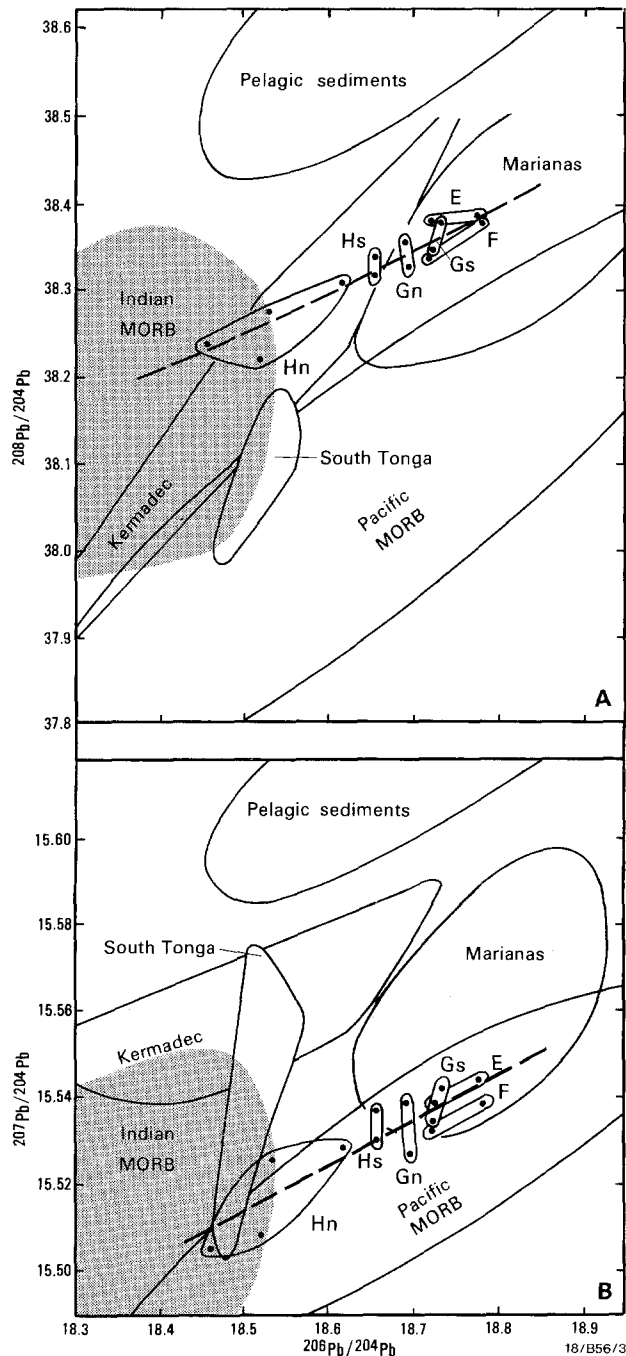 38.6
Pelagic sediments
38.5
Marianas
38.4
E
F
Hs
Gs
Gn
38.3
Indian
MORB
Hn
38.2
208Pb/204Pb
South Tonga
38.1
Kermadec
Pacific
MORB
38.0
37.9
A
37.8
Pelagic sediments
15.60
15.58
South Tonga
Marianas
15.56
Kermadec
Gs
E
15.54
F
207Pb/204Pb
Indian
MORB
Hs
Gn
15.52
Pacific
MORB
Hn
15.50
B
18.3
18.4
18.5
18.6
18.7
18.8
18.9
206Pb/204Pb
18/B56/3